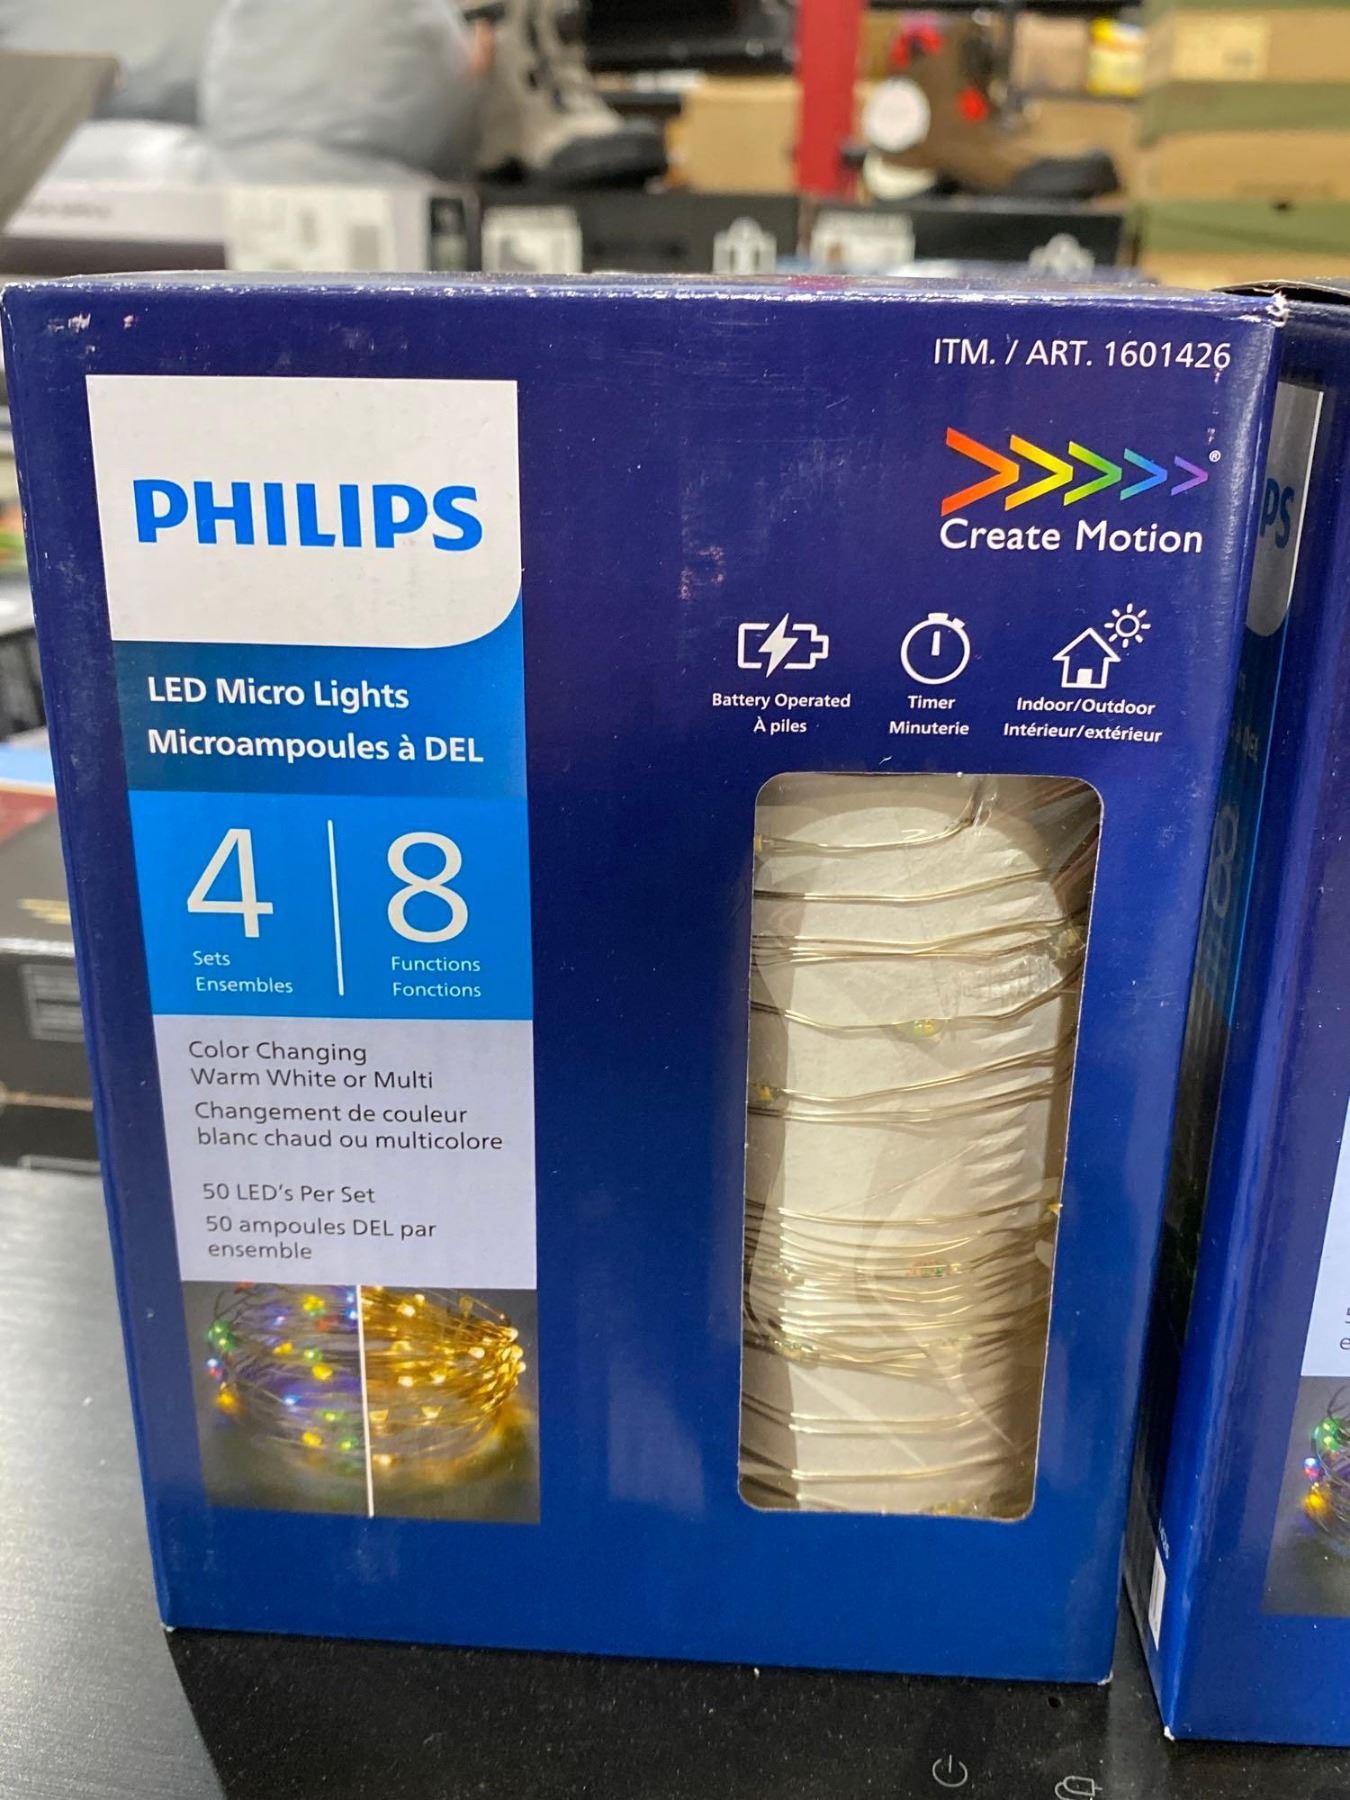 ITM. / ART. 1601426
PHILIPS
Create Motion
LED Micro Lights
Microampoules à DEL
Battery Operated
À piles
Timer
Minuterie
Indoor/Outdoor
Intérieur/extérieur
4
Sets
Ensembles
8
Functions
Fonctions
Color Changing
Warm White or Multi
Changement de couleur
blanc chaud ou multicolore
50 LED's Per Set
50 ampoules DEL par
ensemble
PS
8